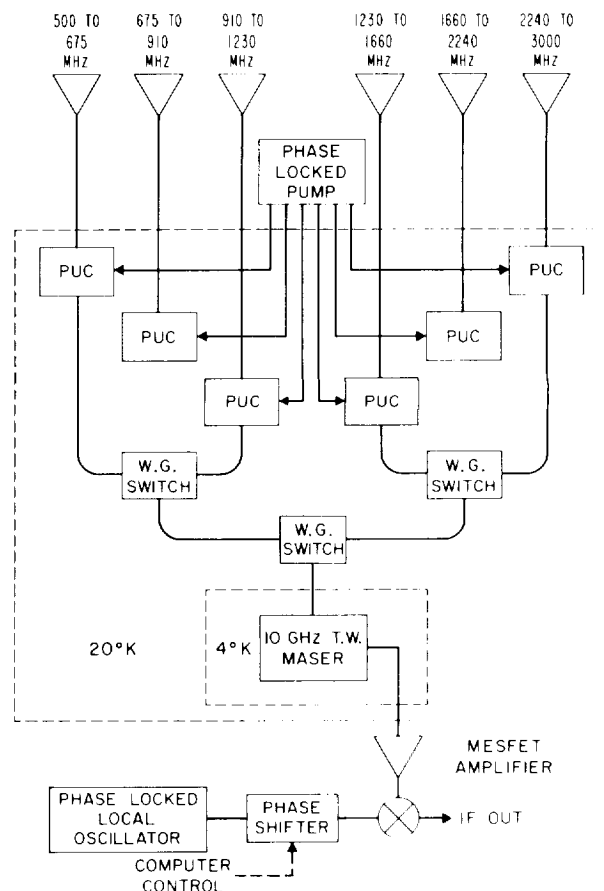 500 TO
675
MHz
675 TO
910
MHz
910 TO
1230
MHz
1230 TO
1660
MHz
1660 TO
2240
MHz
2240 TO
3000
MHz
PHASE
LOCKED
PUMP
PUC
PUC
PUC
PUC
PUC
PUC
W.G.
SWITCH
W.G.
SWITCH
W.G.
SWITCH
20°K
4°K
10 GHz T.W.
MASER
MESFET
AMPLIFIER
PHASE LOCKED
LOCAL
OSCILLATOR
PHASE
SHIFTER
IF OUT
COMPUTER
CONTROL